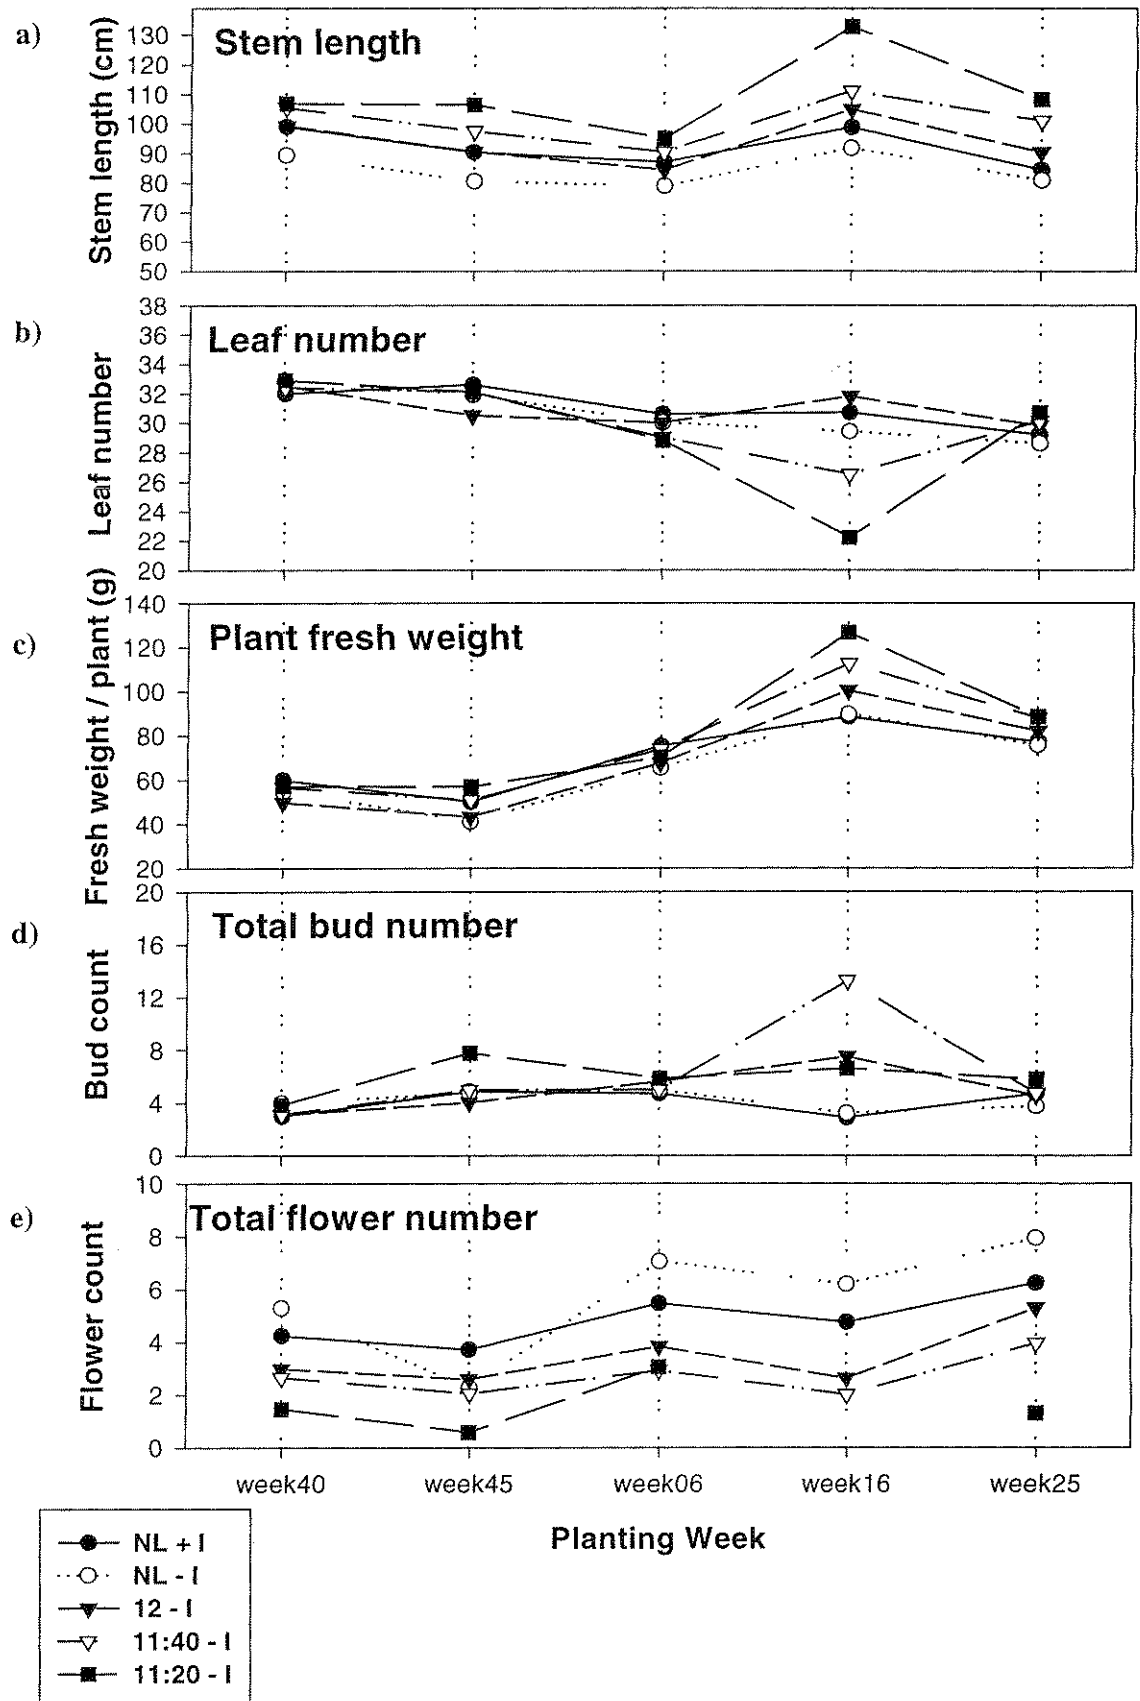 a)
Stem length
Stem length (cm)
130
120
110
100
90
80
70
60
50
b)
Leaf number
Leaf number
38
36
34
32
30
28
26
24
22
20
c)
Plant fresh weight
Fresh weight / plant (g)
140
120
100
80
60
40
20
d)
Total bud number
Bud count
20
16
12
8
4
0
e)
Total flower number
Flower count
10
8
6
4
2
0
week40 week45 week06 week16 week25
Planting Week
NL + I
NL - I
12 - I
11:40 - I
11:20 - I